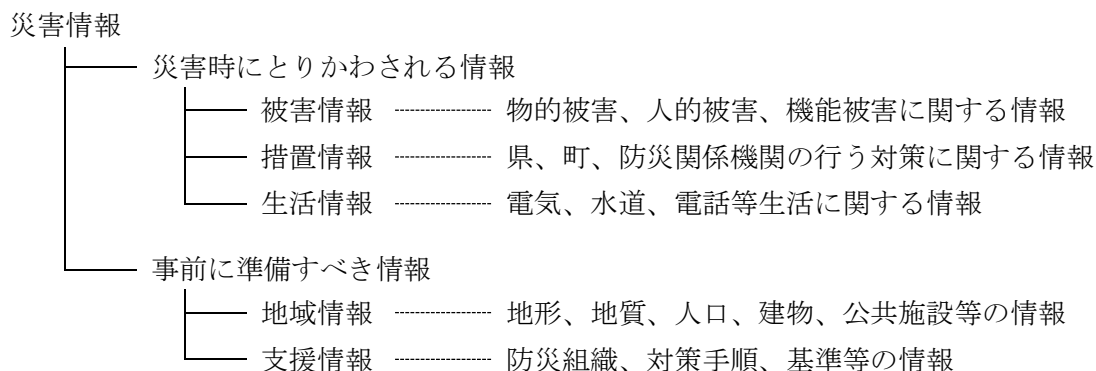 災害情報
災害時にとりかわされる情報
被害情報 物的被害、人的被害、機能被害に関する情報
措置情報 県、町、防災関係機関の行う対策に関する情報
生活情報 電気、水道、電話等生活に関する情報
事前に準備すべき情報
地域情報 地形、地質、人口、建物、公共施設等の情報
支援情報 防災組織、対策手順、基準等の情報